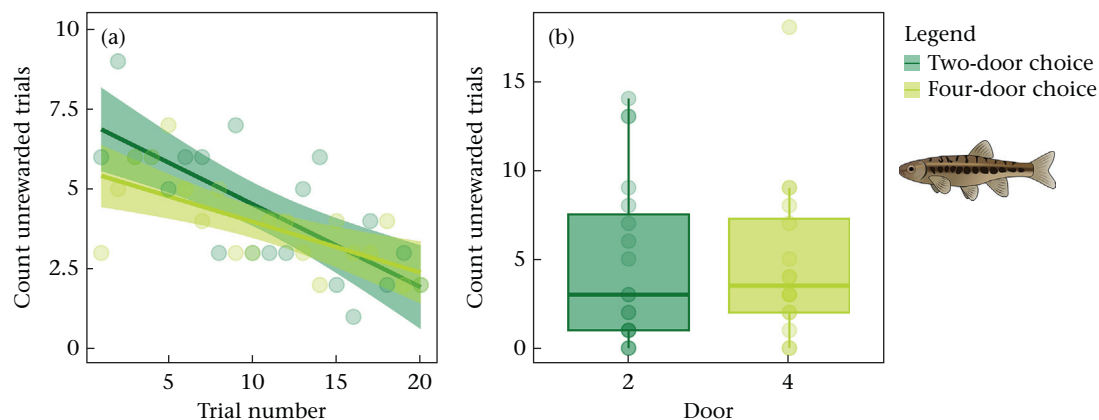 (a)
Count unrewarded trials
10
7.5
5
2.5
0
5
10
15
20
Trial number
(b)
Count unrewarded trials
15
10
5
0
2
4
Door
Legend
Two-door choice
Four-door choice